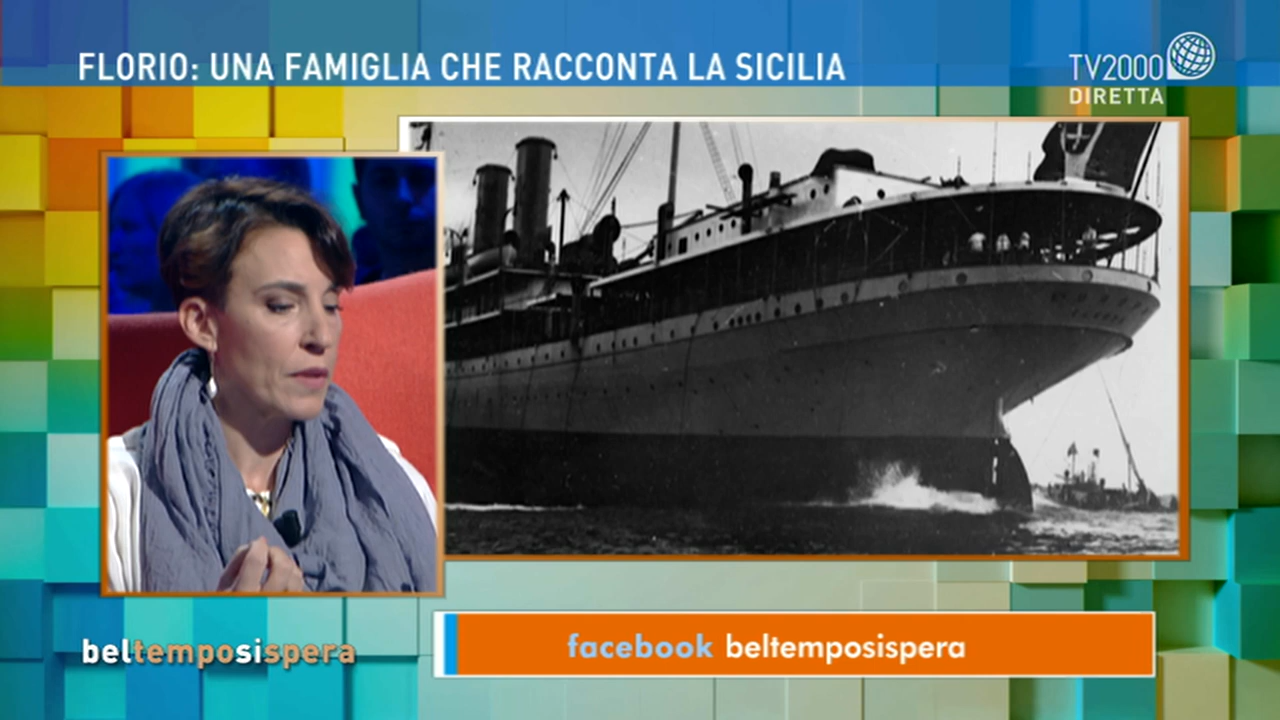 FLORIO: UNA FAMIGLIA CHE RACCONTA LA SICILIA
TV2000
DIRETTA
beltemposispera
facebook beltemposispera